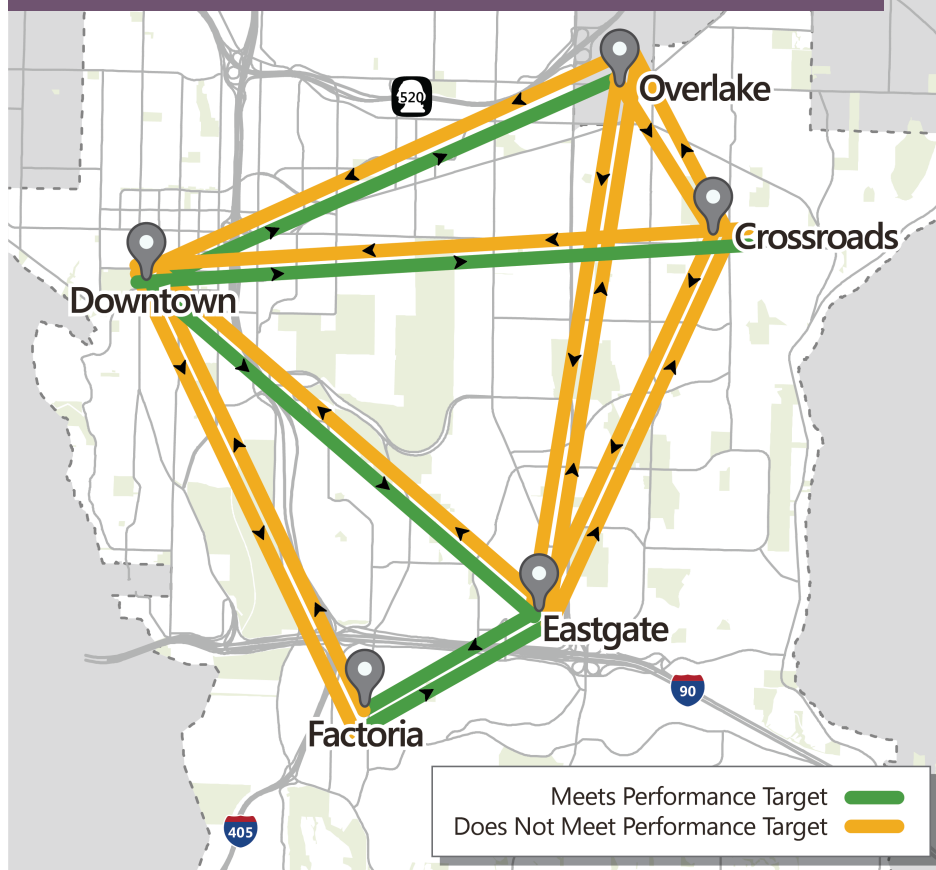 520
Overlake
Crossroads
Downtown
Eastgate
90
Factoria
Meets Performance Target
Does Not Meet Performance Target
405